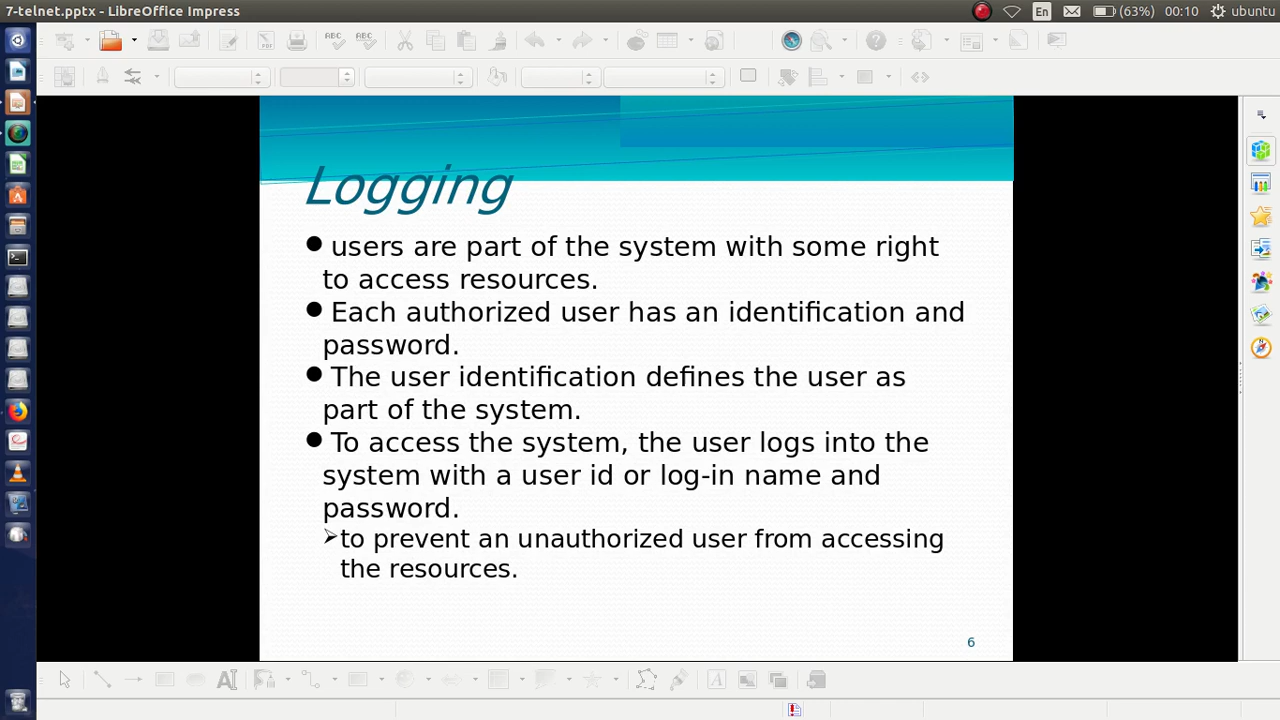 7-telnet.pptx - LibreOffice Impress
En
(63%)
00:10
ubuntu
Logging
● users are part of the system with some right
to access resources.
● Each authorized user has an identification and
password.
● The user identification defines the user as
part of the system.
● To access the system, the user logs into the
system with a user id or log-in name and
password.
➢ to prevent an unauthorized user from accessing
the resources.
6